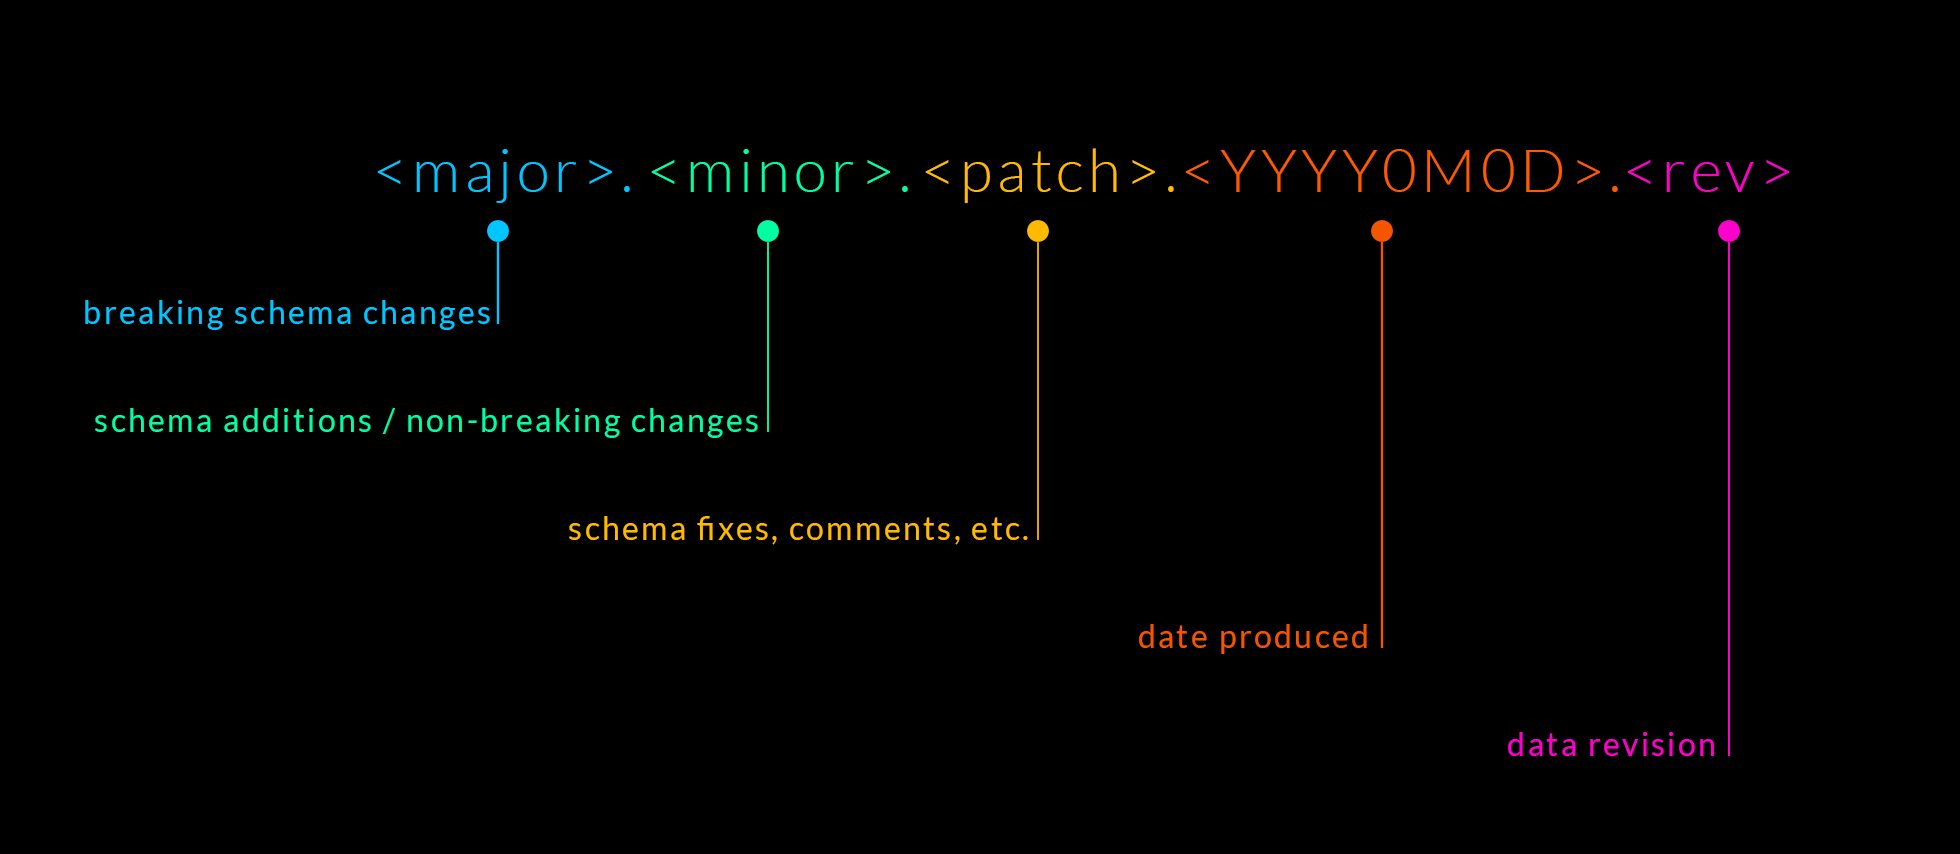 <major>.<minor>.<patch>.<YYYY0M0D>.<rev>
breaking schema changes
schema additions / non-breaking changes
schema fixes, comments, etc.
date produced
data revision